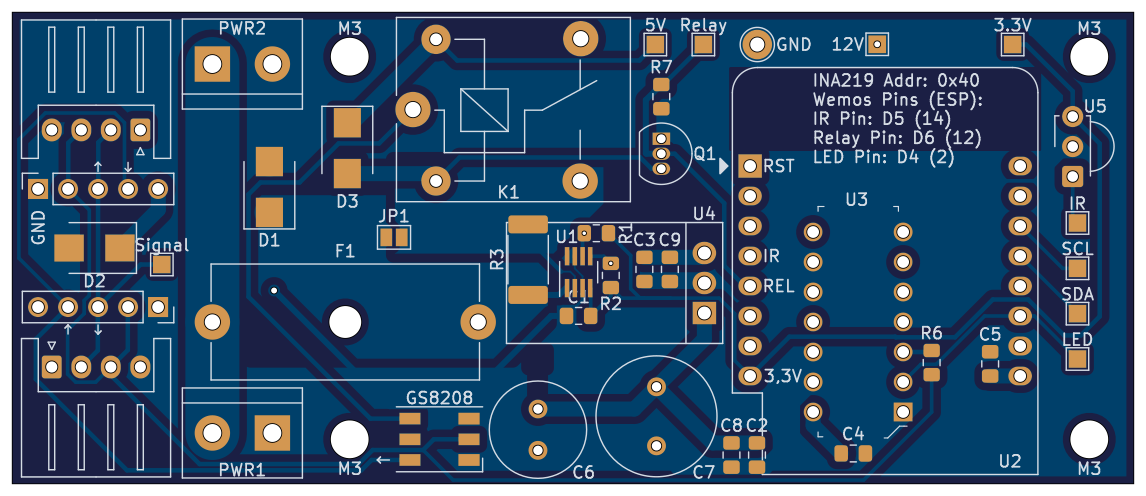 PWR2
M3
5V
Relay
GND
12V
3.3V
M3
R7
INA219 Addr: 0x40
Wemos Pins (ESP):
IR Pin: D5 (14)
Relay Pin: D6 (12)
LED Pin: D4 (2)
U5
Q1
RST
K1
D3
U3
IR
GND
D1
JP1
U4
Signal
F1
R3
U1
R1
C3
C9
IR
SCL
D2
R2
REL
SDA
C1
R6
C5
LED
3,3V
GS8208
PWR1
M3
C6
C7
C8
C2
C4
U2
M3